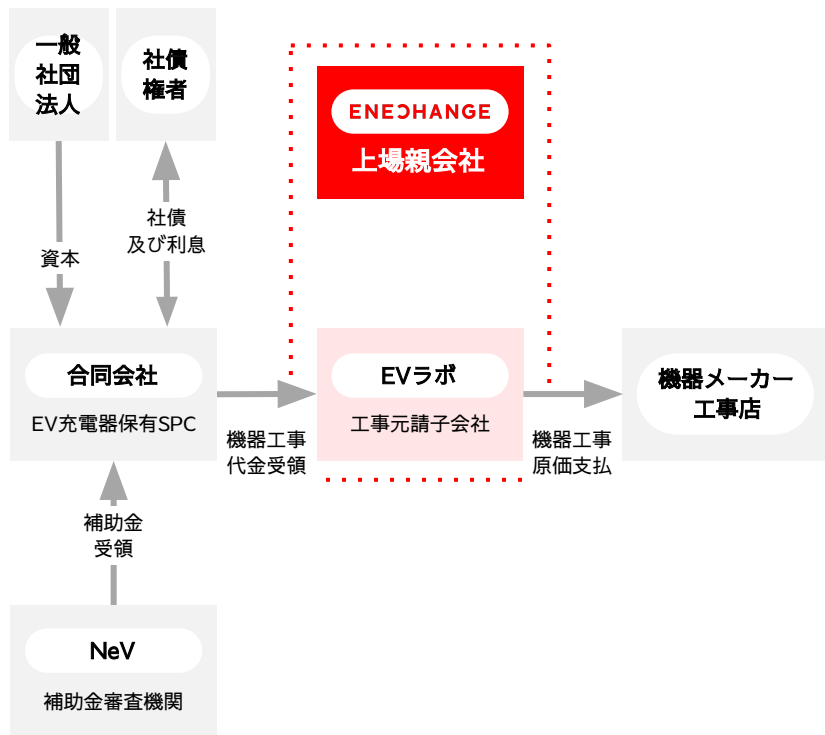 一般
社団
法人
社債
権者
ENECHANGE
上場親会社
社債
及び利息
資本
合同会社
EV充電器保有SPC
EVラボ
工事元請子会社
機器メーカー
工事店
機器工事
代金受領
機器工事
原価支払
補助金
受領
NeV
補助金審査機関